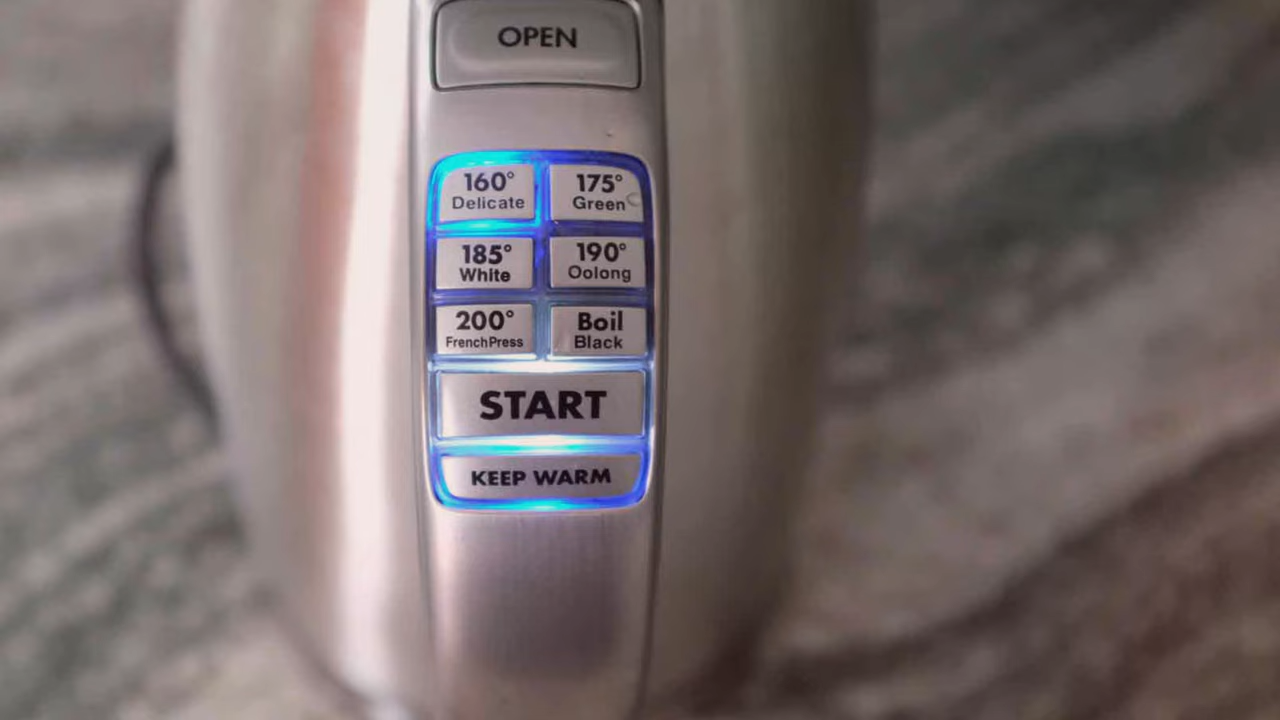 OPEN
160° 175°
Delicate Green
185° 190°
White Oolong
200° Boil
FrenchPress Black
START
KEEP WARM